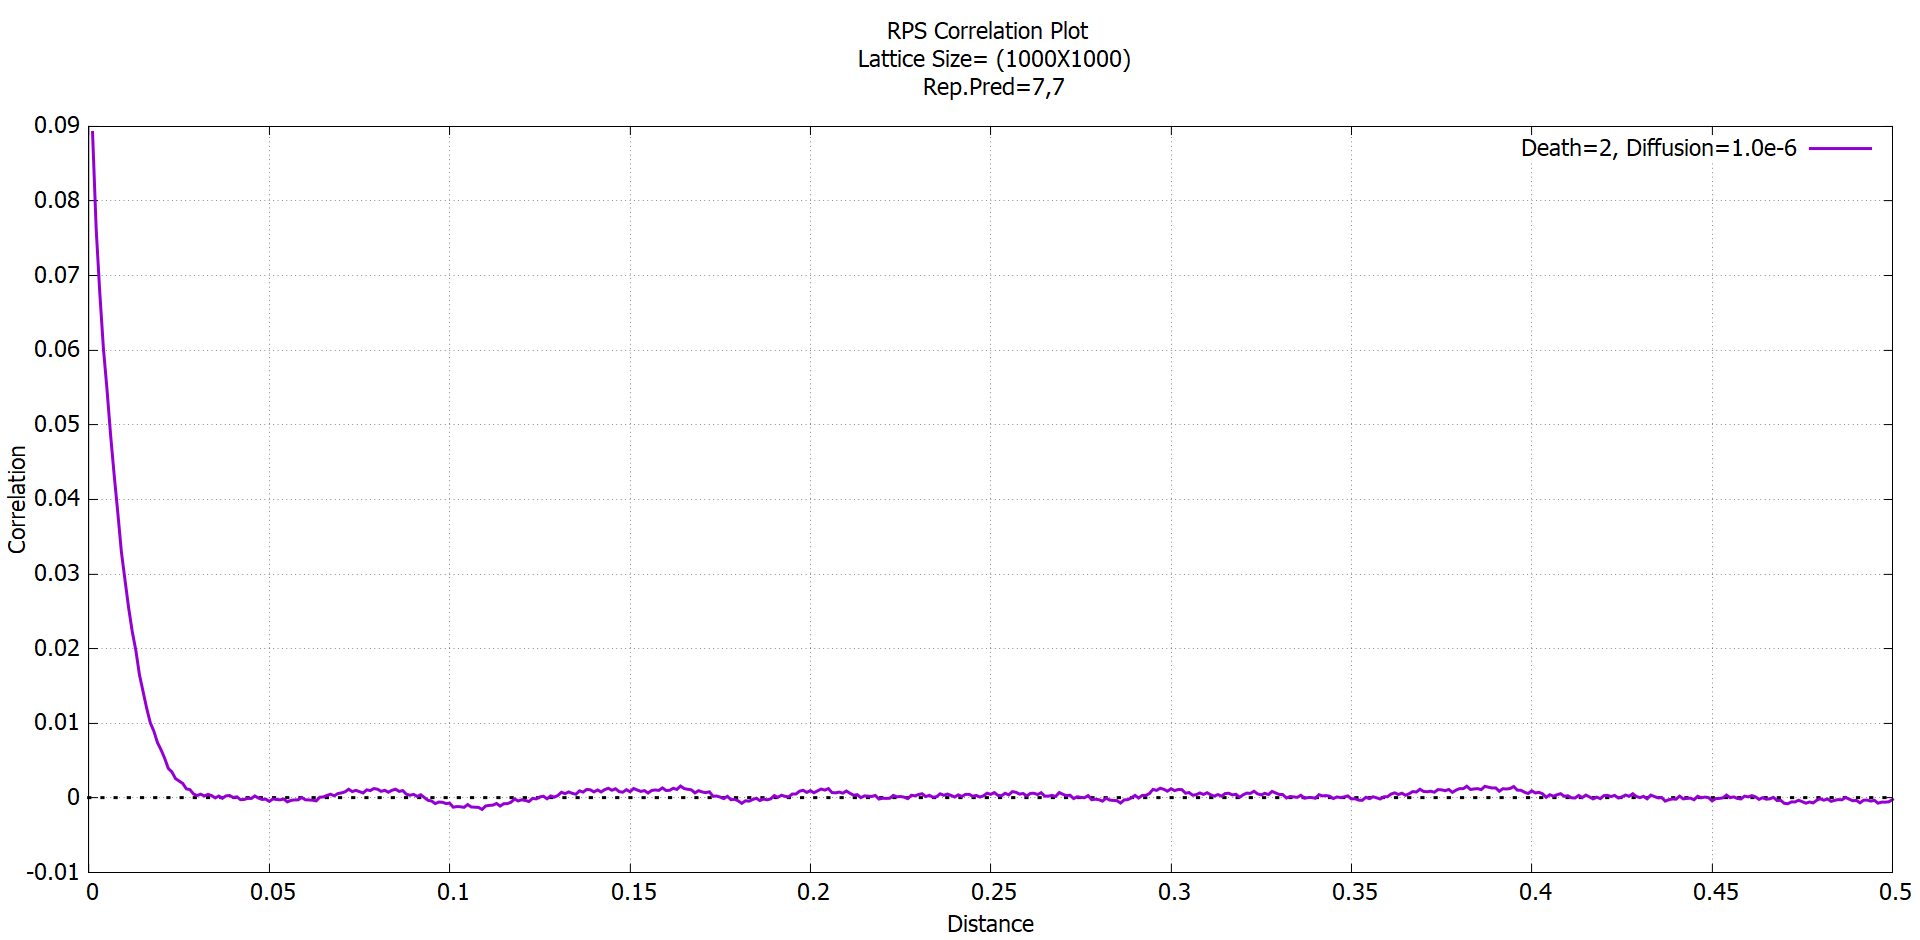 RPS Correlation Plot
Lattice Size= (1000X1000)
Rep.Pred=7,7
Death=2, Diffusion=1.0e-6
0.09
0.08
0.07
0.06
0.05
0.04
0.03
0.02
0.01
0
-0.01
Correlation
0 0.05 0.1 0.15 0.2 0.25 0.3 0.35 0.4 0.45 0.5
Distance